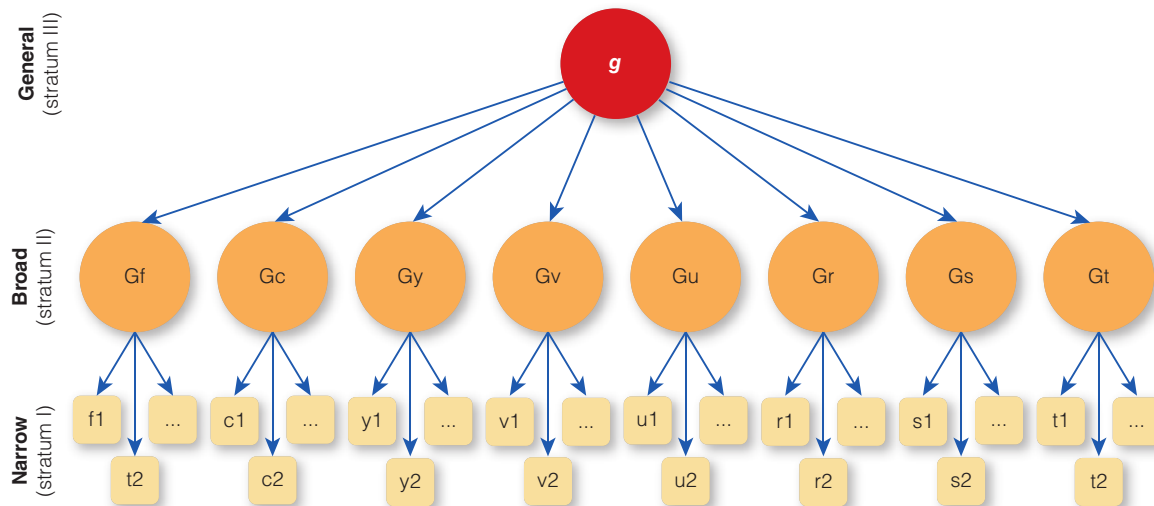 General
(stratum III)
g
Broad
(stratum II)
Gf Gc Gy Gv Gu Gr Gs Gt
Narrow
(stratum I)
f1 ... c1 ... y1 ... v1 ... u1 ... r1 ... s1 ... t1 ...
t2 c2 y2 v2 u2 r2 s2 t2